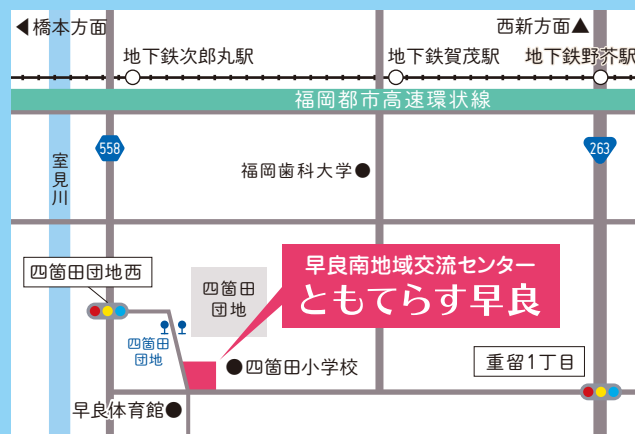 ◀橋本方面
西新方面▲
地下鉄次郎丸駅
地下鉄賀茂駅
地下鉄野芥駅
福岡都市高速環状線
558
263
室見川
福岡歯科大学●
四箇田団地西
四箇田
団地
早良南地域交流センター
ともてらす早良
四箇田
団地
●四箇田小学校
重留1丁目
早良体育館●